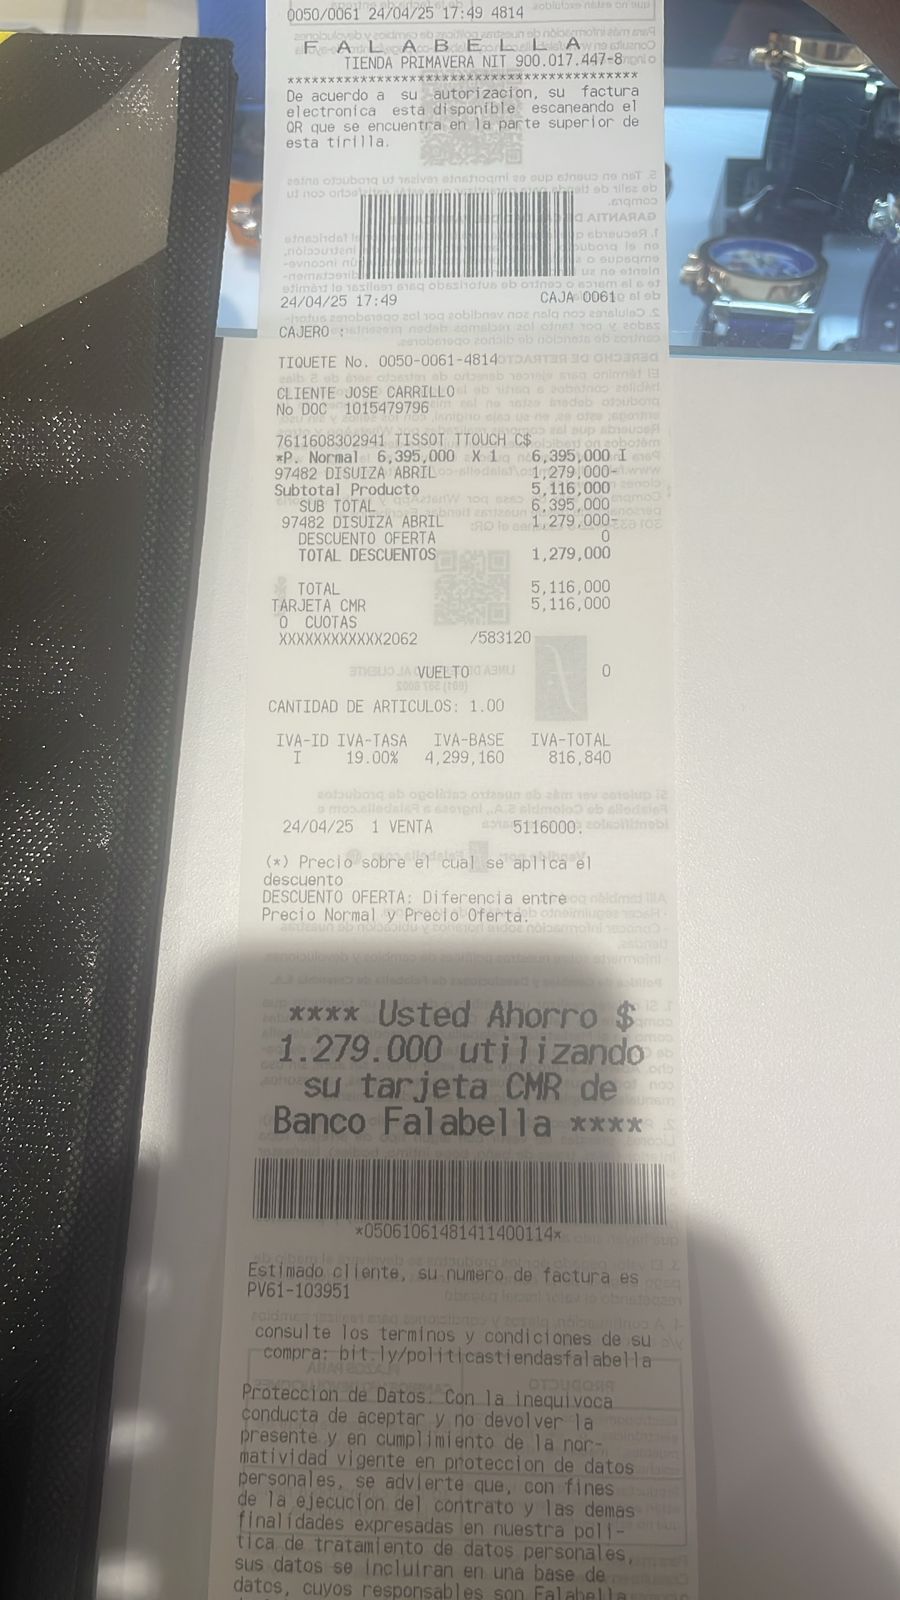 0050/0061 24/04/25 17:49 4814
F A L A B E L L A
TIENDA PRIMAVERA NIT 900.017.447-8
******************************************
De acuerdo a su autorizacion, su factura
electronica esta disponible escaneando el
QR que se encuentra en la parte superior de
esta tirilla.
24/04/25 17:49 CAJA 0061
CAJERO :
TIQUETE No. 0050-0061-4814
CLIENTE JOSE CARRILLO
No DOC 1015479796
7611608302941 TISSOT TTOUCH C$
*P. Normal 6,395,000 X 1 6,395,000 I
97482 DISUIZA ABRIL 1,279,000-
Subtotal Producto 5,116,000
SUB TOTAL 6,395,000
97482 DISUIZA ABRIL 1,279,000-
DESCUENTO OFERTA 0
TOTAL DESCUENTOS 1,279,000
TOTAL 5,116,000
TARJETA CMR 5,116,000
0 CUOTAS
XXXXXXXXXXXX2062 /583120
VUELTO 0
CANTIDAD DE ARTICULOS: 1.00
IVA-ID IVA-TASA IVA-BASE IVA-TOTAL
I 19.00% 4,299,160 816,840
24/04/25 1 VENTA 5116000.
(*) Precio sobre el cual se aplica el
descuento
DESCUENTO OFERTA: Diferencia entre
Precio Normal y Precio Oferta.
**** Usted Ahorro $
1.279.000 utilizando
su tarjeta CMR de
Banco Falabella ****
*05061061481411400114*
Estimado cliente, su numero de factura es
PV61-103951
consulte los terminos y condiciones de su
compra: bit.ly/politicastiendasfalabella
Proteccion de Datos. Con la inequivoca
conducta de aceptar y no devolver la
presente y en cumplimiento de la nor-
matividad vigente en proteccion de datos
personales, se advierte que, con fines
de la ejecucion del contrato y las demas
finalidades expresadas en nuestra poli-
tica de tratamiento de datos personales,
sus datos se incluiran en una base de
datos, cuyos responsables son Falabella